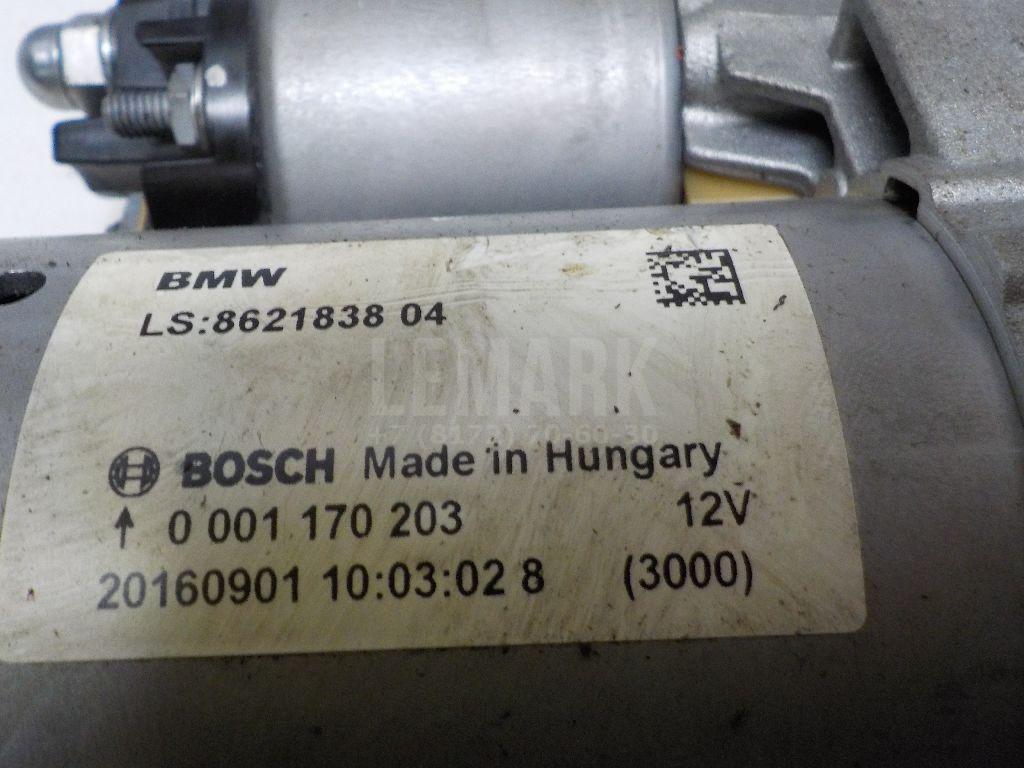 BMW
LS:8621838 04
LEMARK
BOSCH Made in Hungary
↑ 0 001 170 203 12V
20160901 10:03:02 8 (3000)